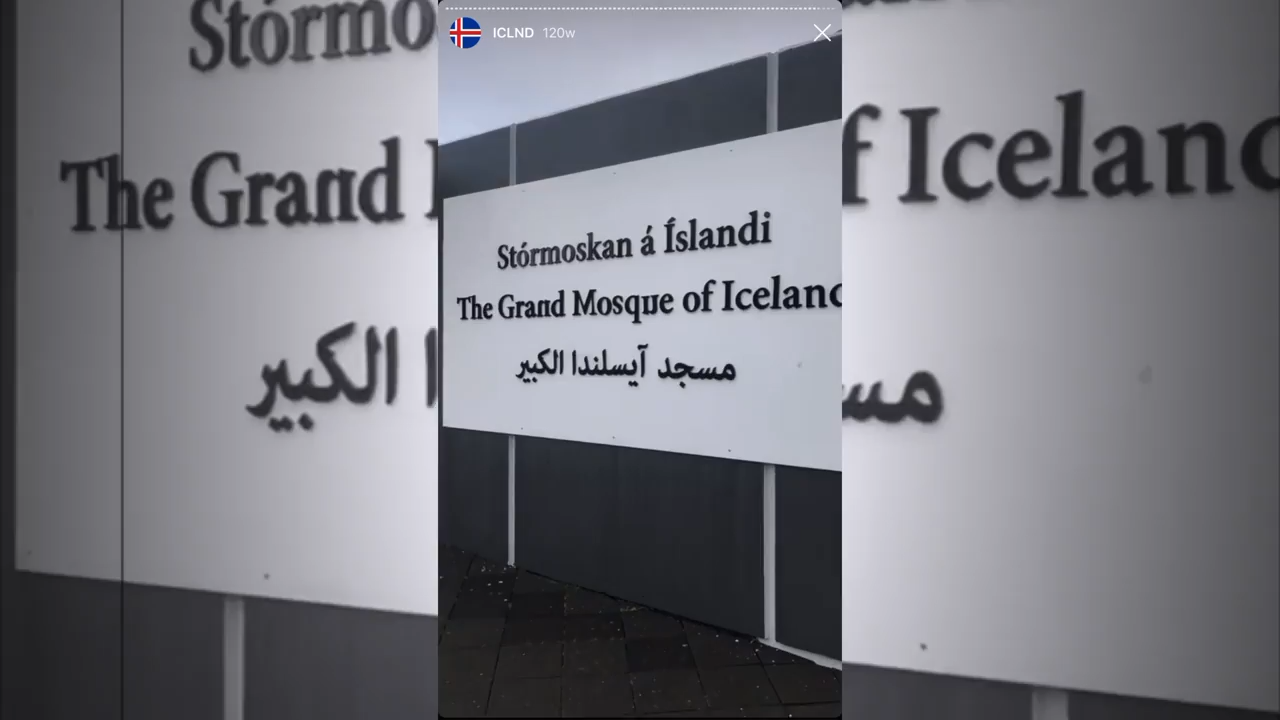 ICLND 120w
Stórmoskan á Íslandi
The Grand Mosque of Iceland
مسجد آيسلندا الكبير